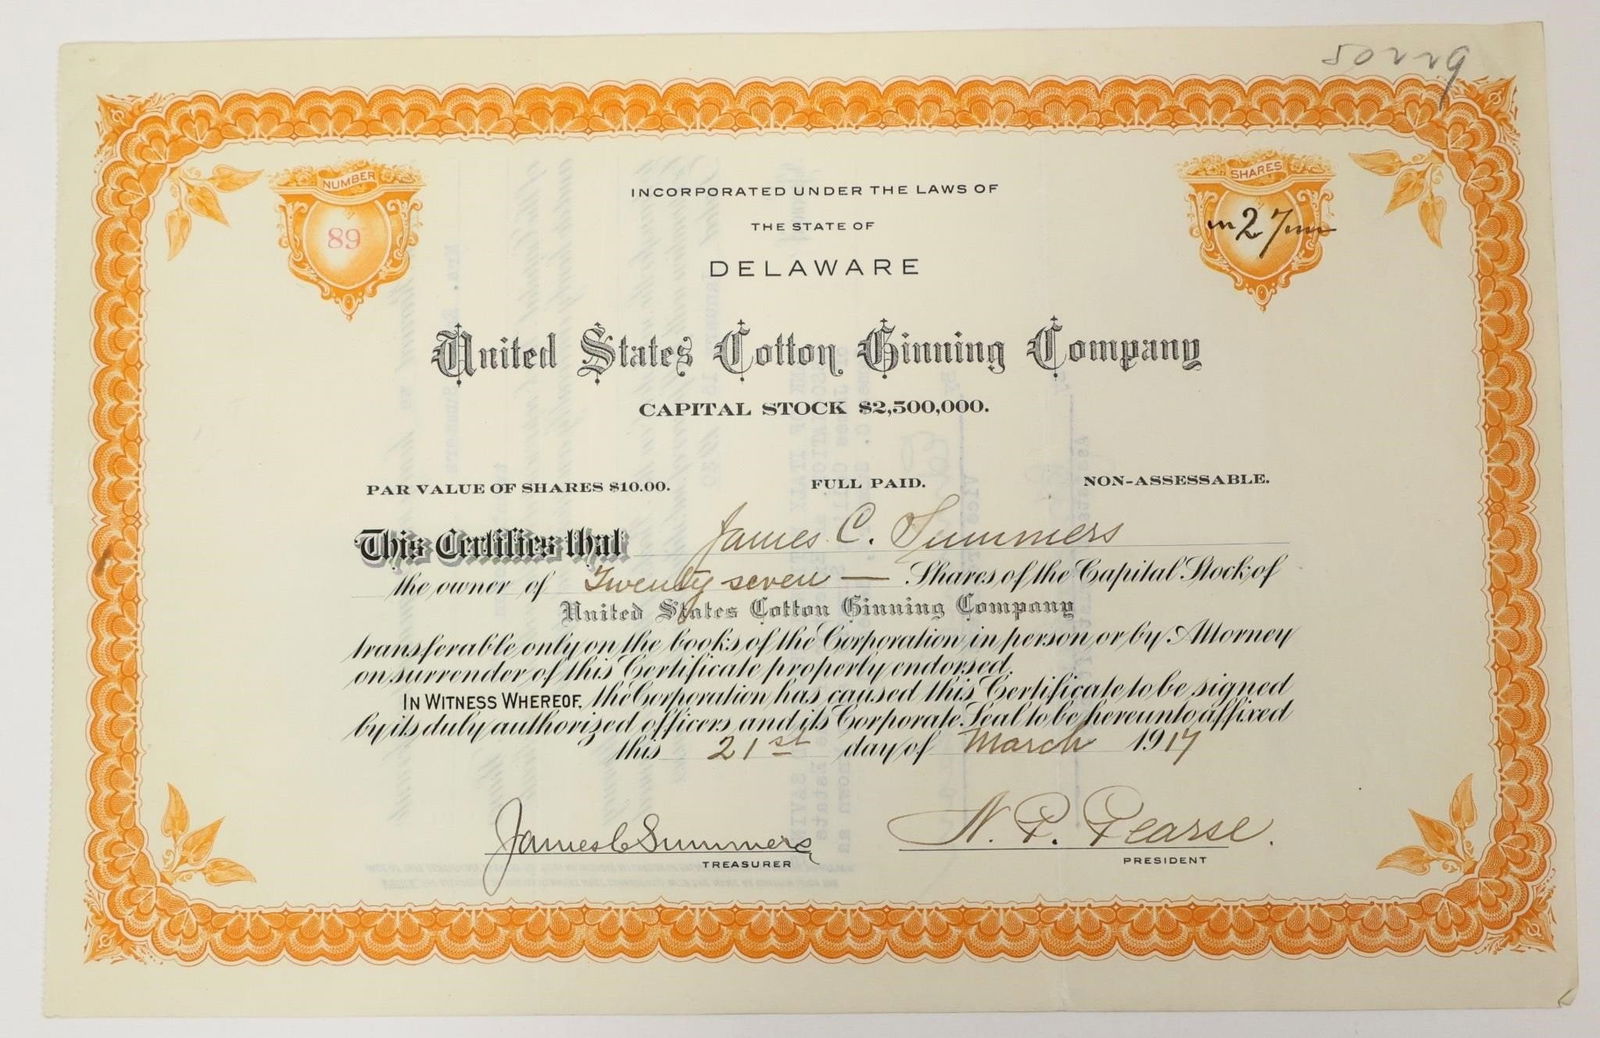 50229
NUMBER
89
SHARES
27
INCORPORATED UNDER THE LAWS OF
THE STATE OF
DELAWARE
United States Cotton Ginning Company
CAPITAL STOCK $2,500,000.
PAR VALUE OF SHARES $10.00. FULL PAID. NON-ASSESSABLE.
This Certifies that James C. Summers
the owner of Twenty seven — Shares of the Capital Stock of
United States Cotton Ginning Company
transferable only on the books of the Corporation in person or by Attorney
on surrender of this Certificate properly endorsed.
IN WITNESS WHEREOF, the Corporation has caused this Certificate to be signed
by its duly authorized officers and its Corporate Seal to be hereunto affixed
this 21st day of March 1917
James C Summers N. P. Pearse.
TREASURER PRESIDENT